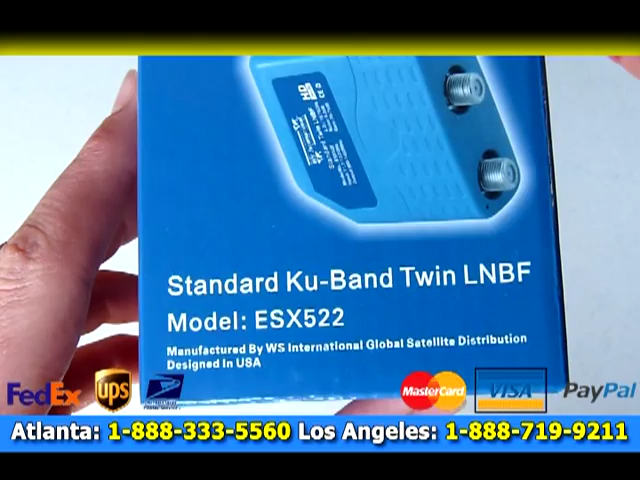 HD
Standard Ku-Band Twin LNBF
Model: ESX522
Manufactured By WS International Global Satellite Distribution
Designed in USA
FedEx
ups
MasterCard
VISA
PayPal
Atlanta: 1-888-333-5560 Los Angeles: 1-888-719-9211